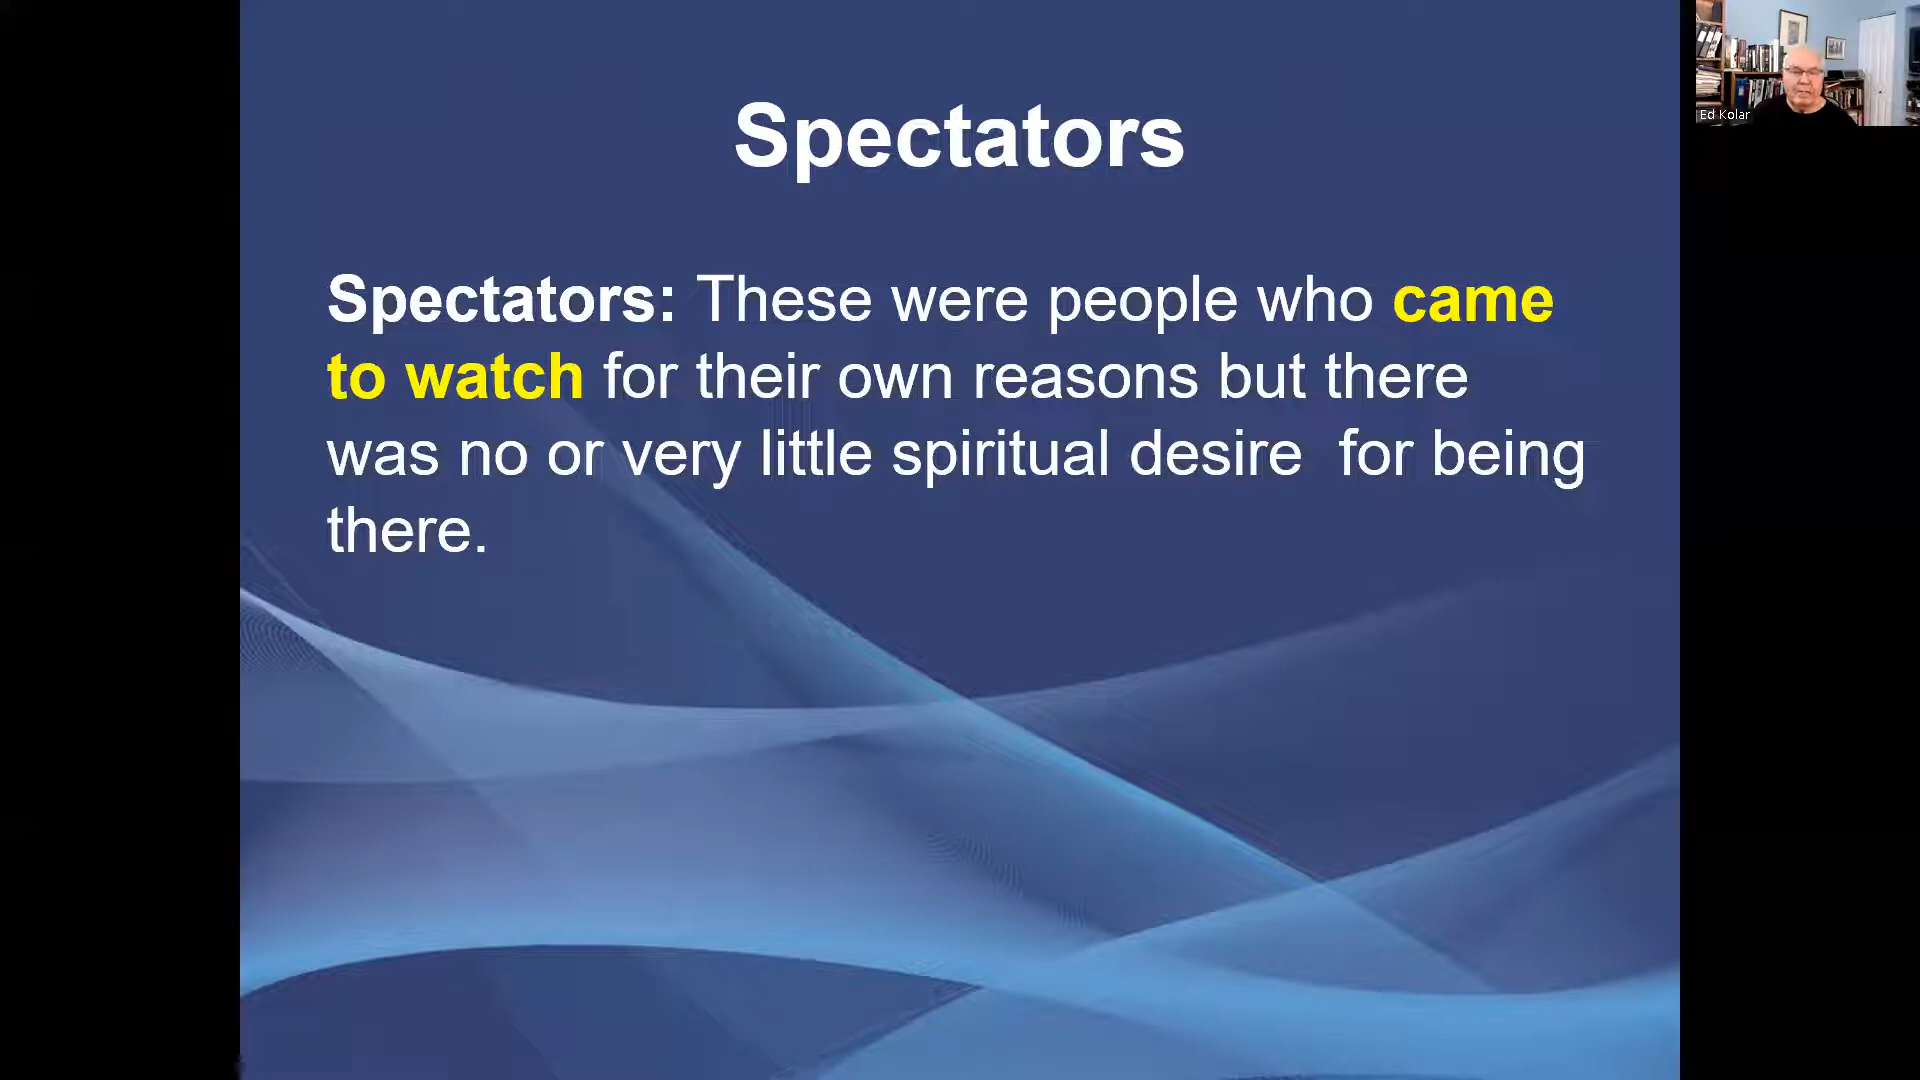 Spectators
Spectators: These were people who came
to watch for their own reasons but there
was no or very little spiritual desire  for being
there.
Ed Kolar